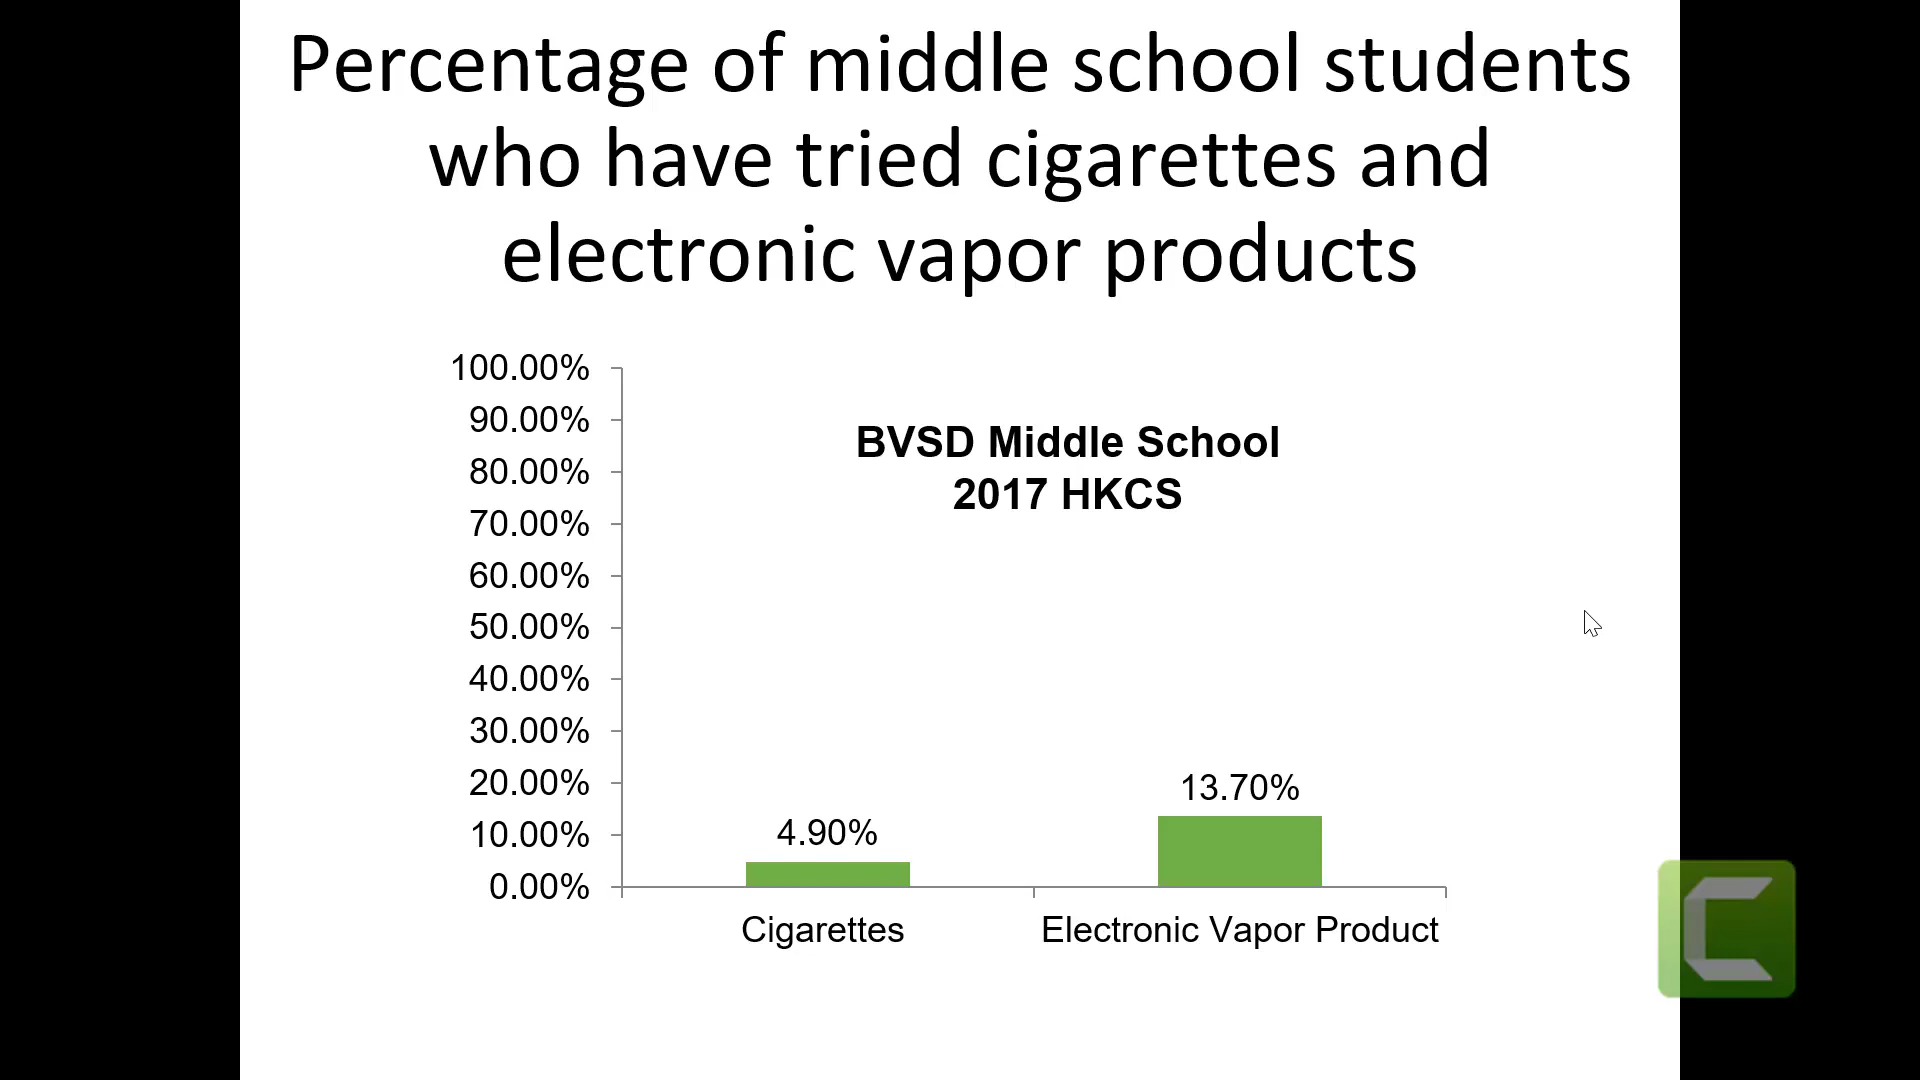 Percentage of middle school students
who have tried cigarettes and
electronic vapor products
100.00%
90.00%
80.00%
70.00%
60.00%
50.00%
40.00%
30.00%
20.00%
10.00%
0.00%
BVSD Middle School
2017 HKCS
4.90%
13.70%
Cigarettes
Electronic Vapor Product